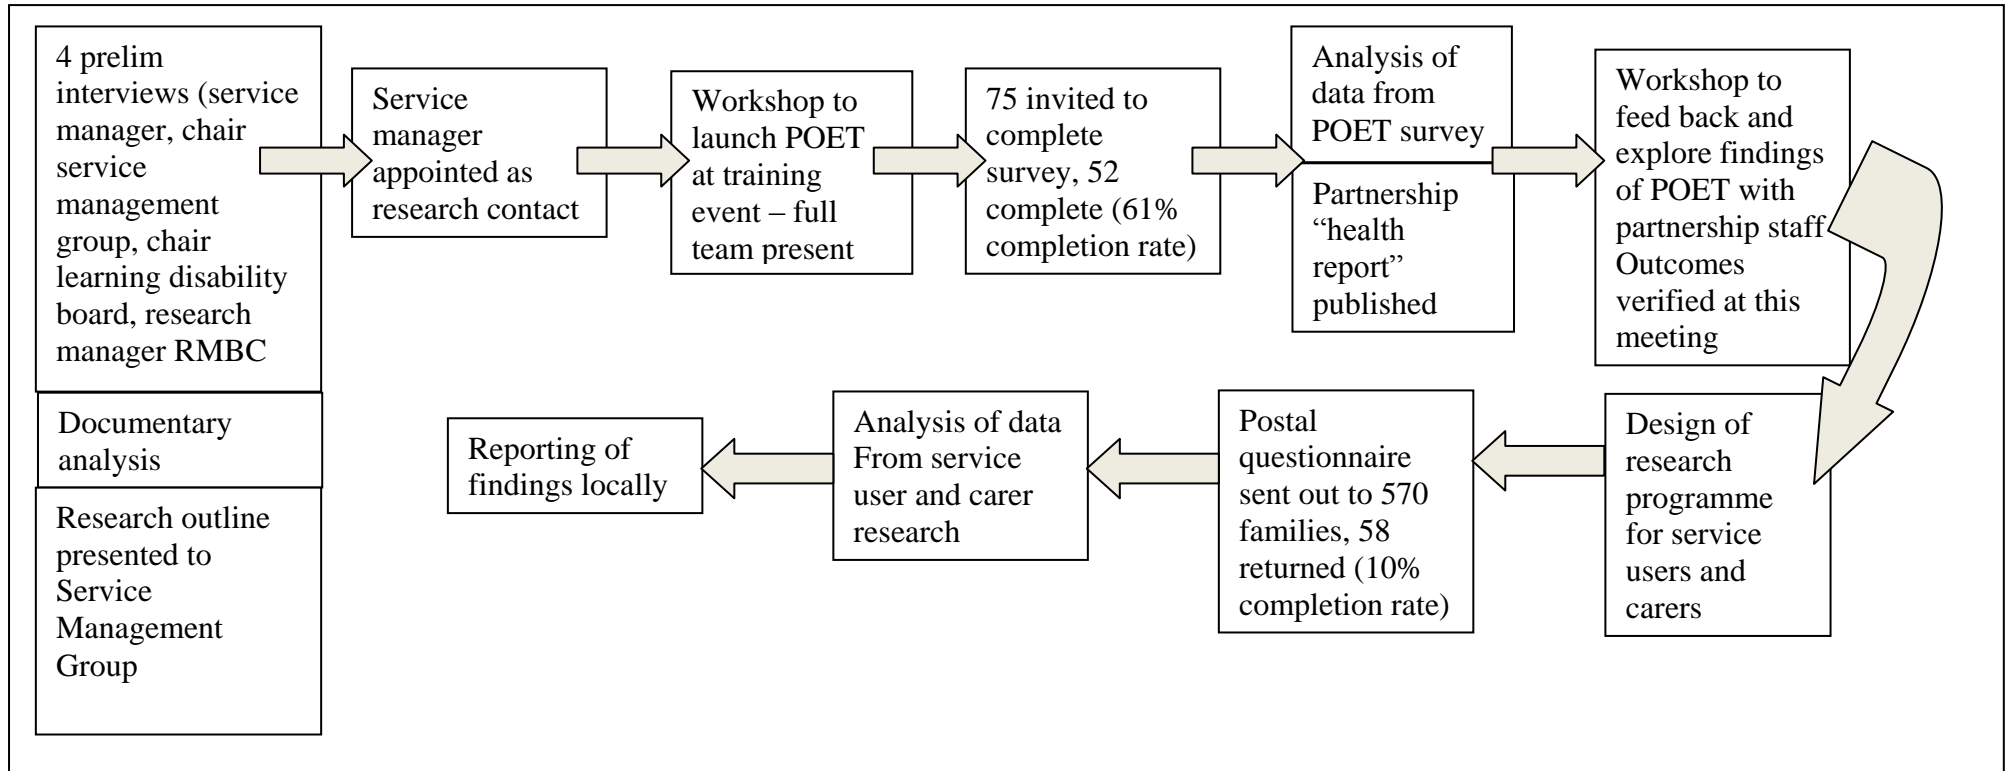 4 prelim
interviews (service
manager, chair
service
management
group, chair
learning disability
board, research
manager RMBC
Documentary
analysis
Research outline
presented to
Service
Management
Group
Service
manager
appointed as
research contact
Workshop to
launch POET
at training
event – full
team present
75 invited to
complete
survey, 52
complete (61%
completion rate)
Analysis of
data from
POET survey
Partnership
“health
report”
published
Workshop to
feed back and
explore findings
of POET with
partnership staff
Outcomes
verified at this
meeting
Design of
research
programme
for service
users and
carers
Postal
questionnaire
sent out to 570
families, 58
returned (10%
completion rate)
Analysis of data
From service
user and carer
research
Reporting of
findings locally